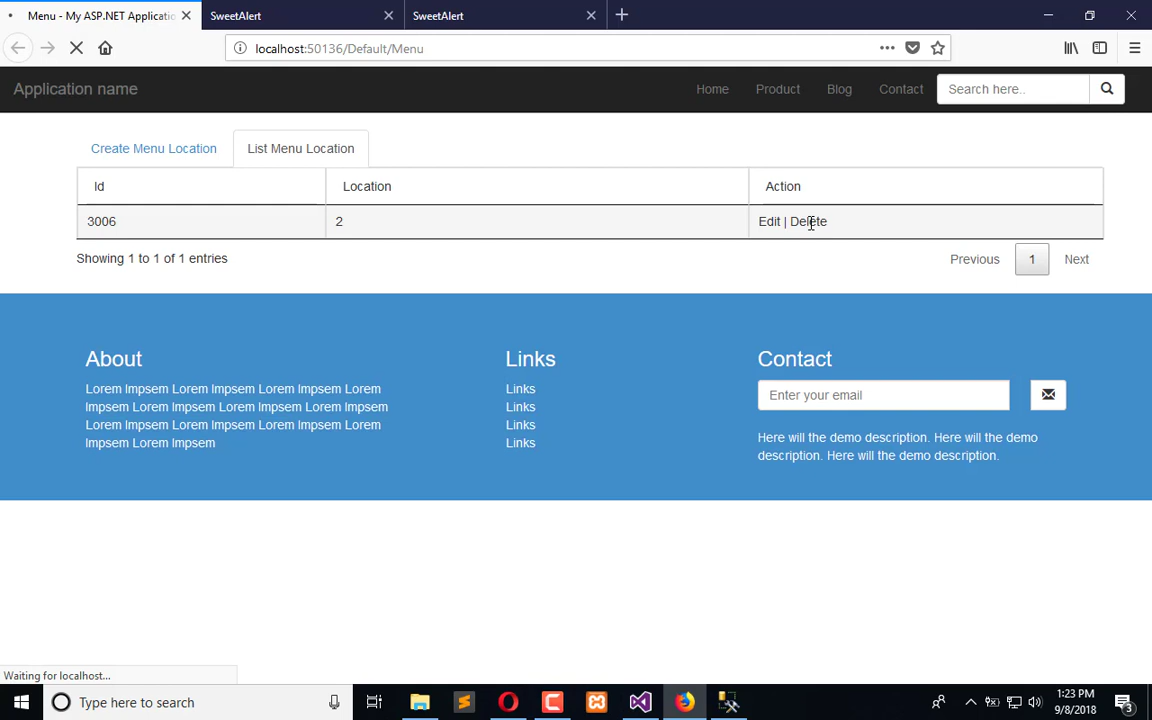 Menu - My ASP.NET Applicatio
SweetAlert
SweetAlert
localhost:50136/Default/Menu
Application name
Home
Product
Blog
Contact
Search here..
Create Menu Location
List Menu Location
Id
Location
Action
3006
2
Edit | Delete
Showing 1 to 1 of 1 entries
Previous
1
Next
About
Lorem Impsem Lorem Impsem Lorem Impsem Lorem
Impsem Lorem Impsem Lorem Impsem Lorem Impsem
Lorem Impsem Lorem Impsem Lorem Impsem Lorem
Impsem Lorem Impsem
Links
Links
Links
Links
Links
Contact
Enter your email
Here will the demo description. Here will the demo
description. Here will the demo description.
Waiting for localhost...
Type here to search
1:23 PM
9/8/2018
3